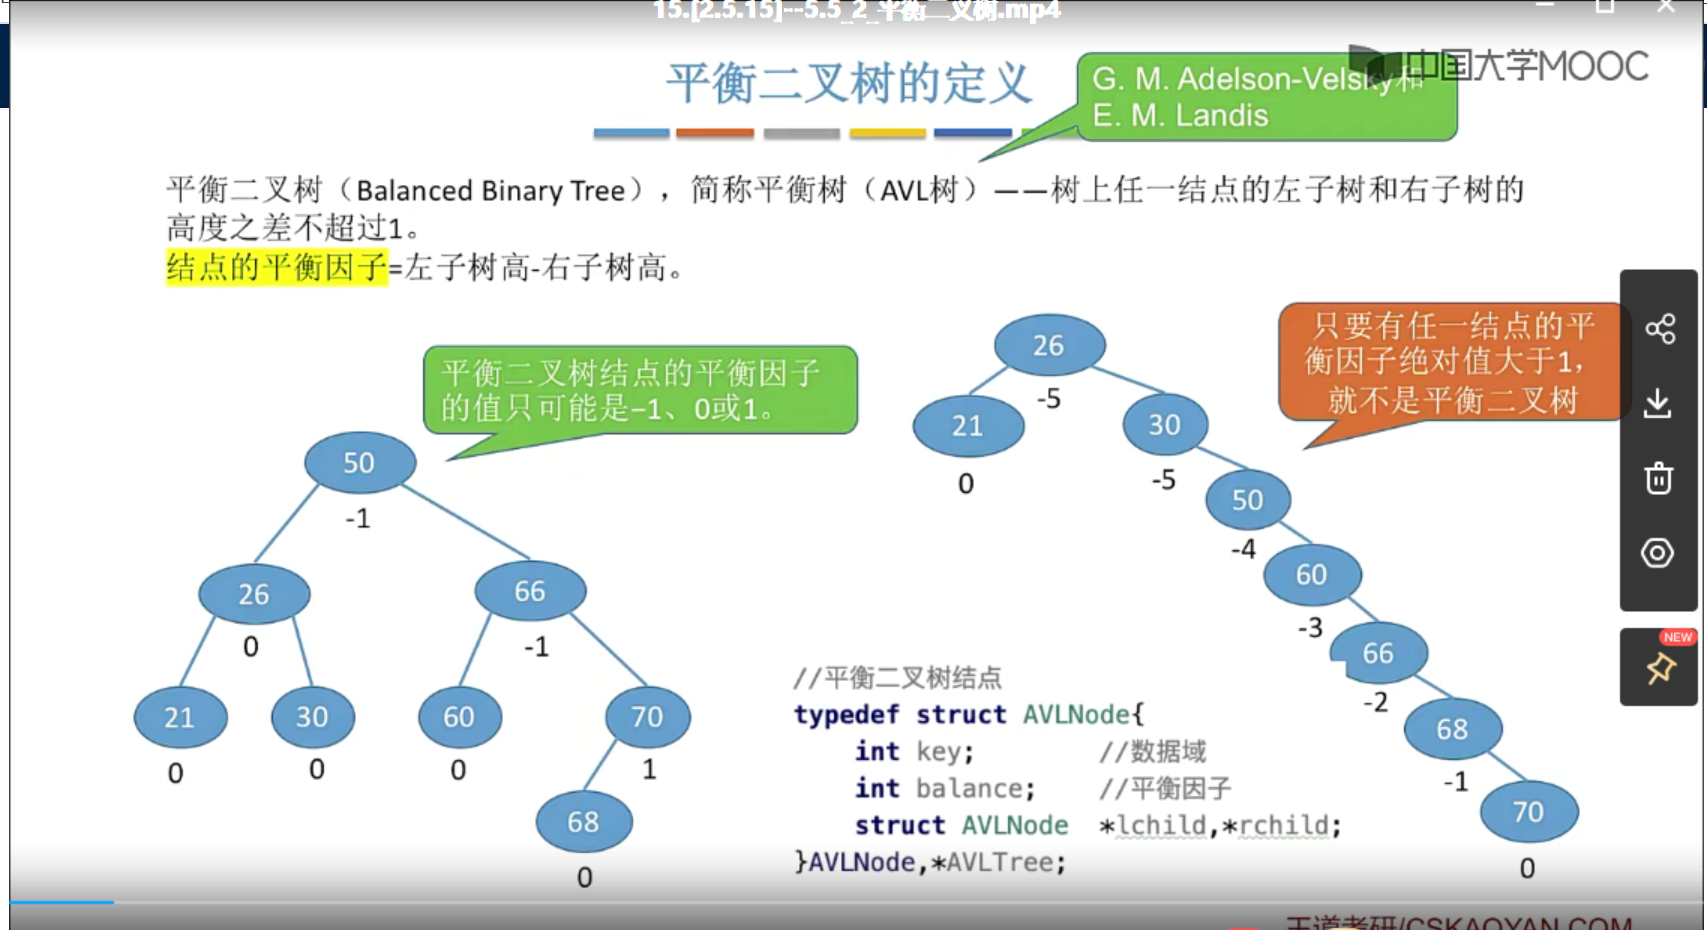 15.[2.5.15]--5.5_2_平衡二叉树.mp4
中国大学MOOC
平衡二叉树的定义
G. M. Adelson-Velsky和
E. M. Landis
平衡二叉树（Balanced Binary Tree），简称平衡树（AVL树）——树上任一结点的左子树和右子树的
高度之差不超过1。
结点的平衡因子=左子树高-右子树高。
平衡二叉树结点的平衡因子
的值只可能是−1、0或1。
50
-1
26
0
66
-1
21
0
30
0
60
0
70
1
68
0
只要有任一结点的平
衡因子绝对值大于1，
就不是平衡二叉树
26
-5
21
0
30
-5
50
-4
60
-3
66
-2
68
-1
70
0
//平衡二叉树结点
typedef struct AVLNode{
int key; //数据域
int balance; //平衡因子
struct AVLNode *lchild,*rchild;
}AVLNode,*AVLTree;
NEW
王道考研/CSKAOYAN.COM